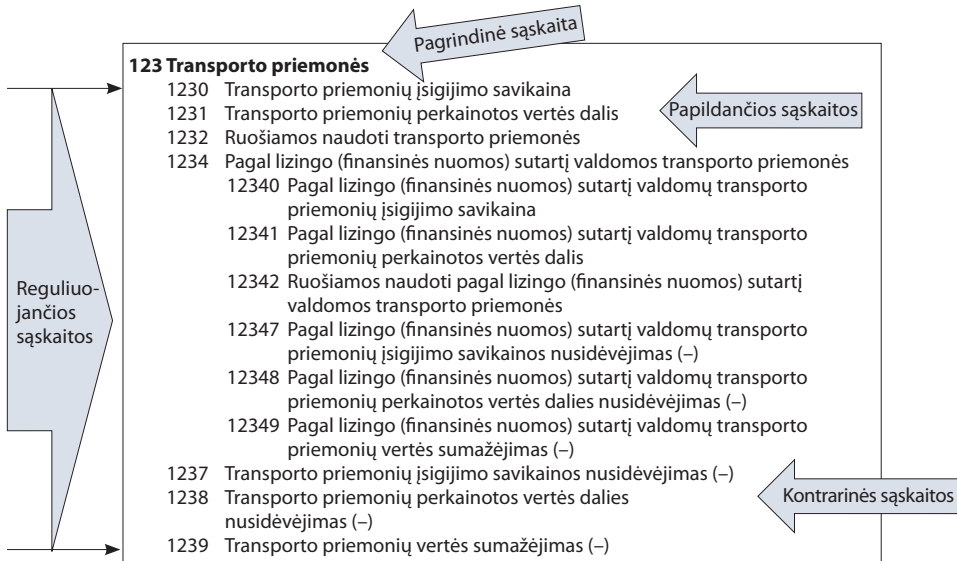 Pagrindinė sąskaita
123 Transporto priemonės
1230 Transporto priemonių įsigijimo savikaina
1231 Transporto priemonių perkainotos vertės dalis
Papildančios sąskaitos
1232 Ruošiamos naudoti transporto priemonės
1234 Pagal lizingo (finansinės nuomos) sutartį valdomos transporto priemonės
12340 Pagal lizingo (finansinės nuomos) sutartį valdomų transporto
priemonių įsigijimo savikaina
12341 Pagal lizingo (finansinės nuomos) sutartį valdomų transporto
priemonių perkainotos vertės dalis
12342 Ruošiamos naudoti pagal lizingo (finansinės nuomos) sutartį
valdomos transporto priemonės
12347 Pagal lizingo (finansinės nuomos) sutartį valdomų transporto
priemonių įsigijimo savikainos nusidėvėjimas (–)
12348 Pagal lizingo (finansinės nuomos) sutartį valdomų transporto
priemonių perkainotos vertės dalies nusidėvėjimas (–)
12349 Pagal lizingo (finansinės nuomos) sutartį valdomų transporto
priemonių vertės sumažėjimas (–)
1237 Transporto priemonių įsigijimo savikainos nusidėvėjimas (–)
1238 Transporto priemonių perkainotos vertės dalies
nusidėvėjimas (–)
1239 Transporto priemonių vertės sumažėjimas (–)
Kontrarinės sąskaitos
Reguliuo-
jančios
sąskaitos